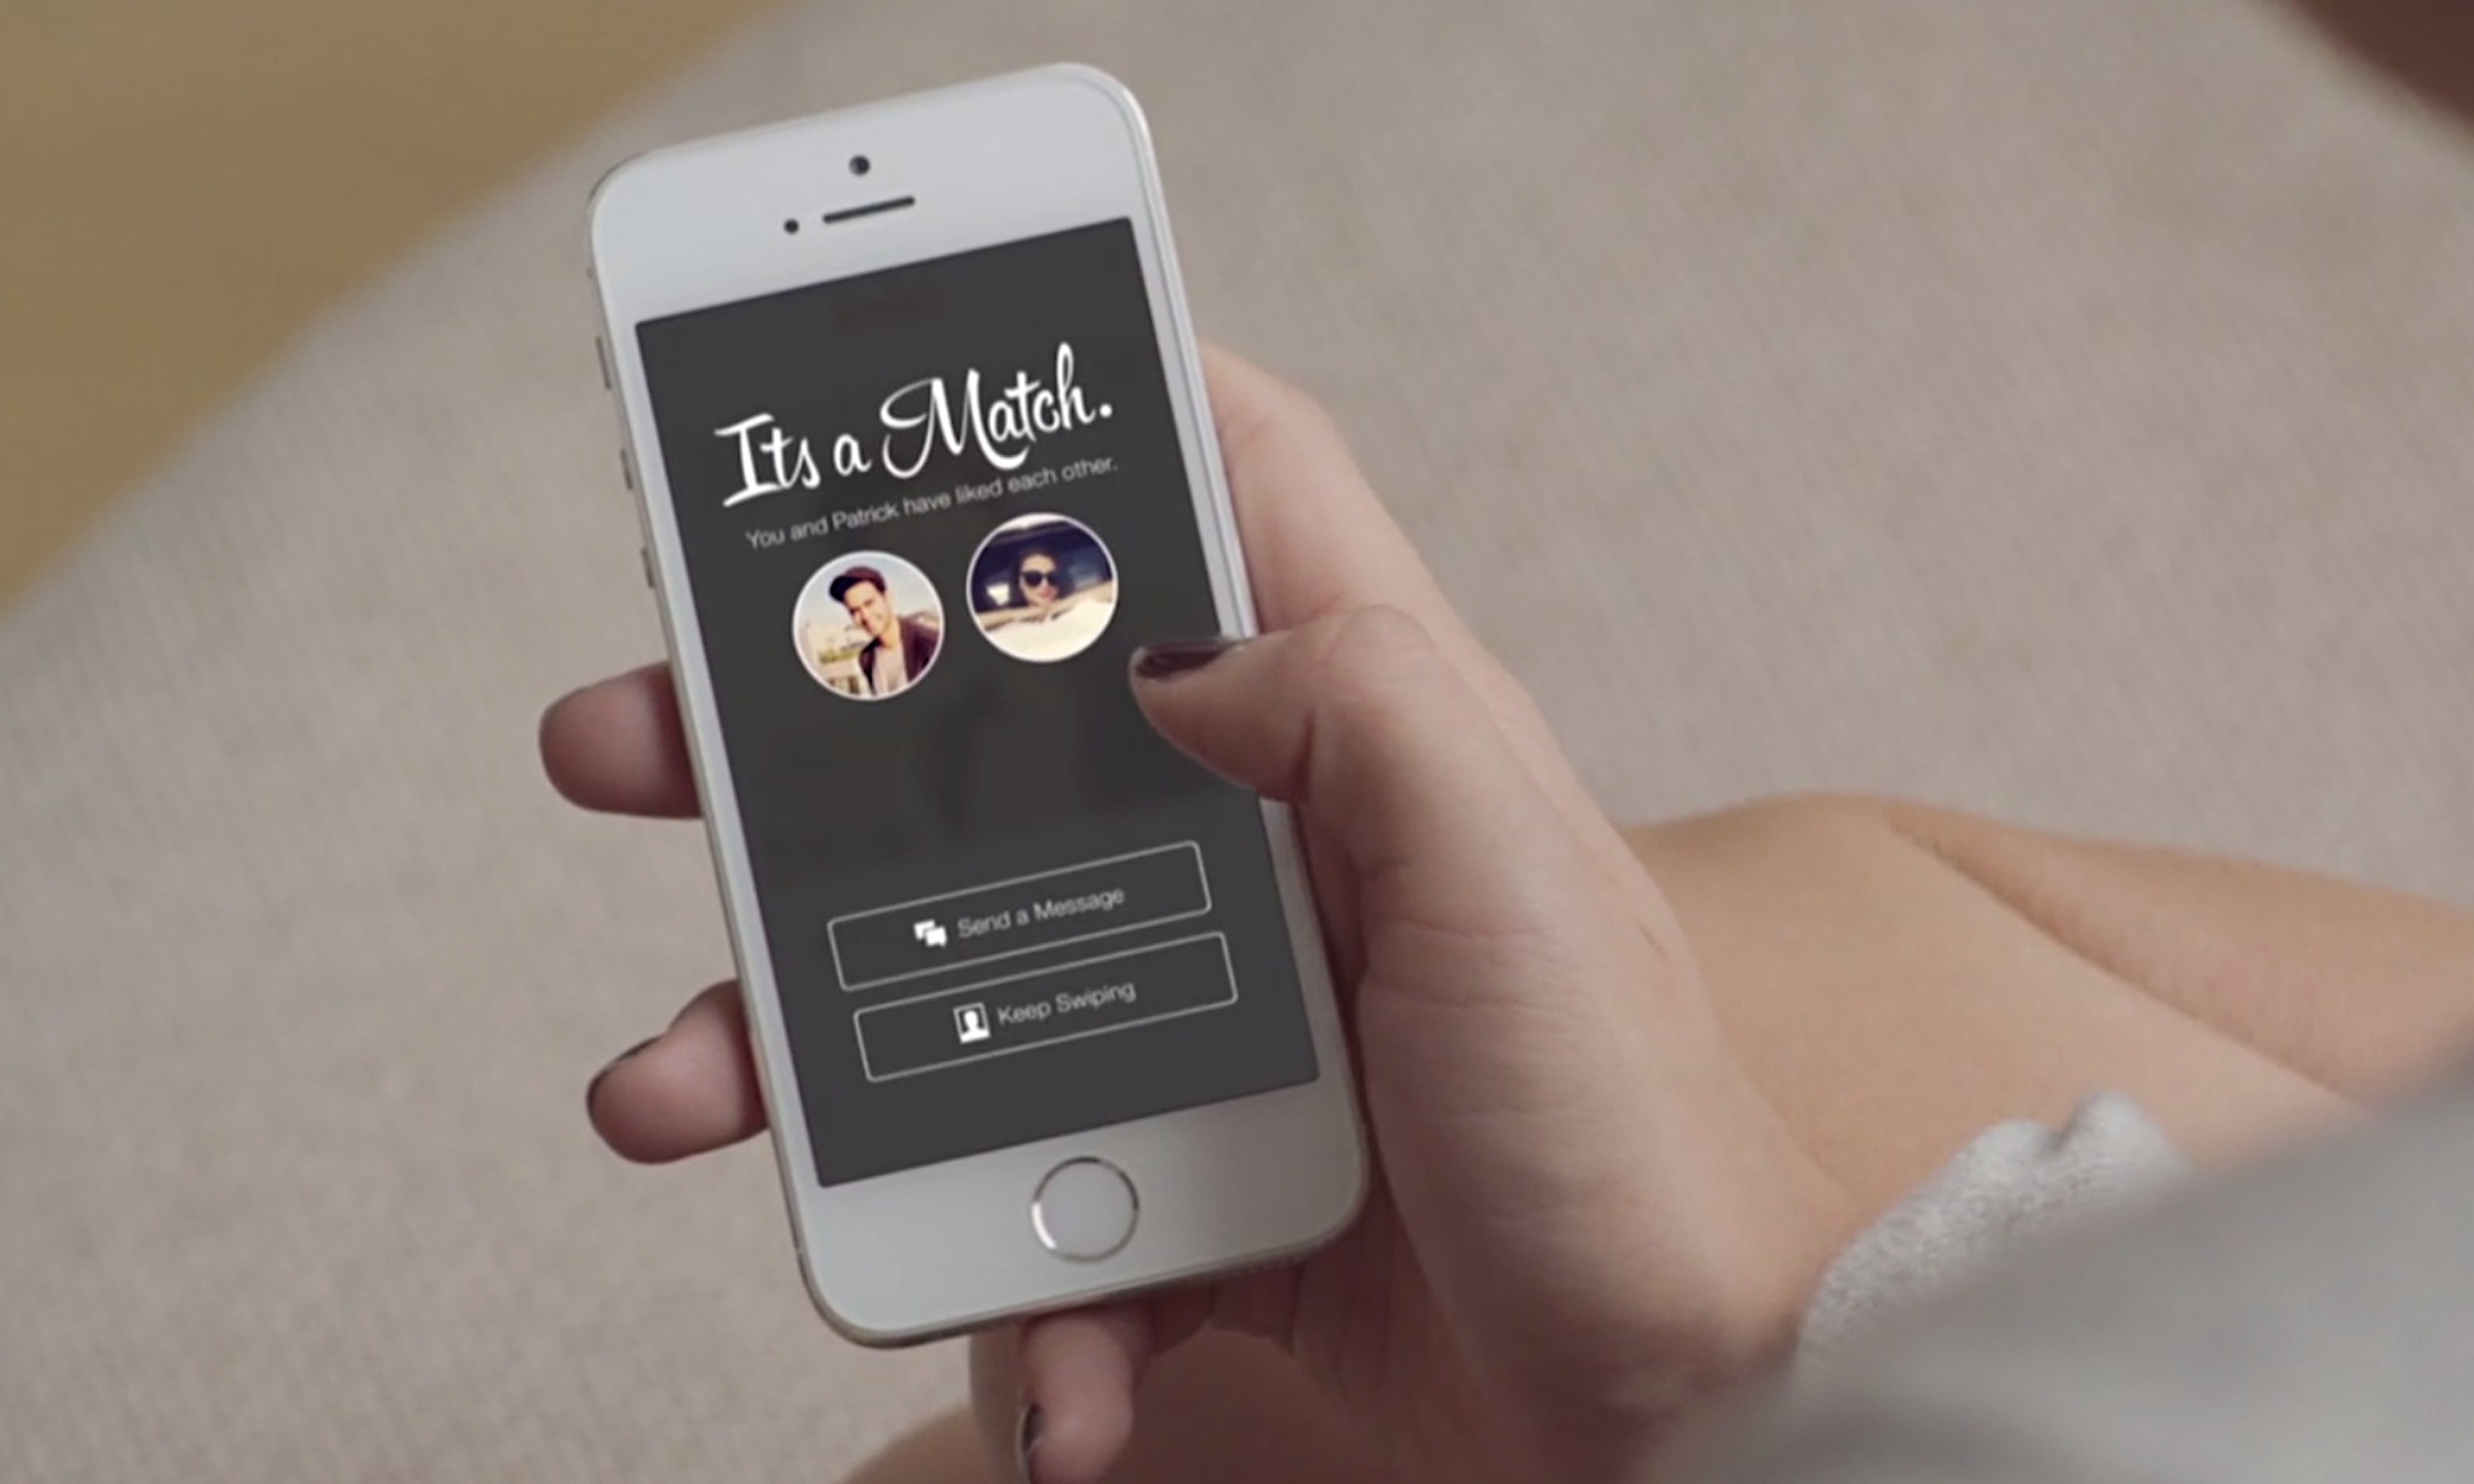 Its a Match.
You and Patrick have liked each other.
Send a Message
Keep Swiping